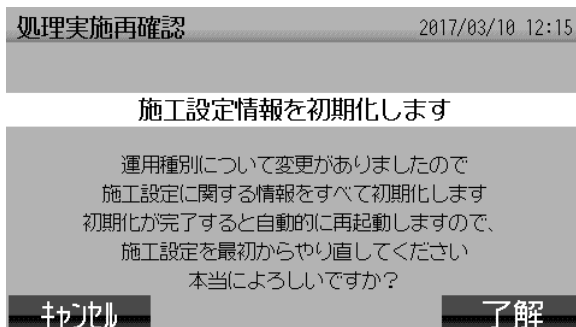 処理実施再確認 2017/03/10 12:15
施工設定情報を初期化します
運用種別について変更がありましたので
施工設定に関する情報をすべて初期化します
初期化が完了すると自動的に再起動しますので、
施工設定を最初からやり直してください
本当によろしいですか？
ｷｬﾝｾﾙ 了解